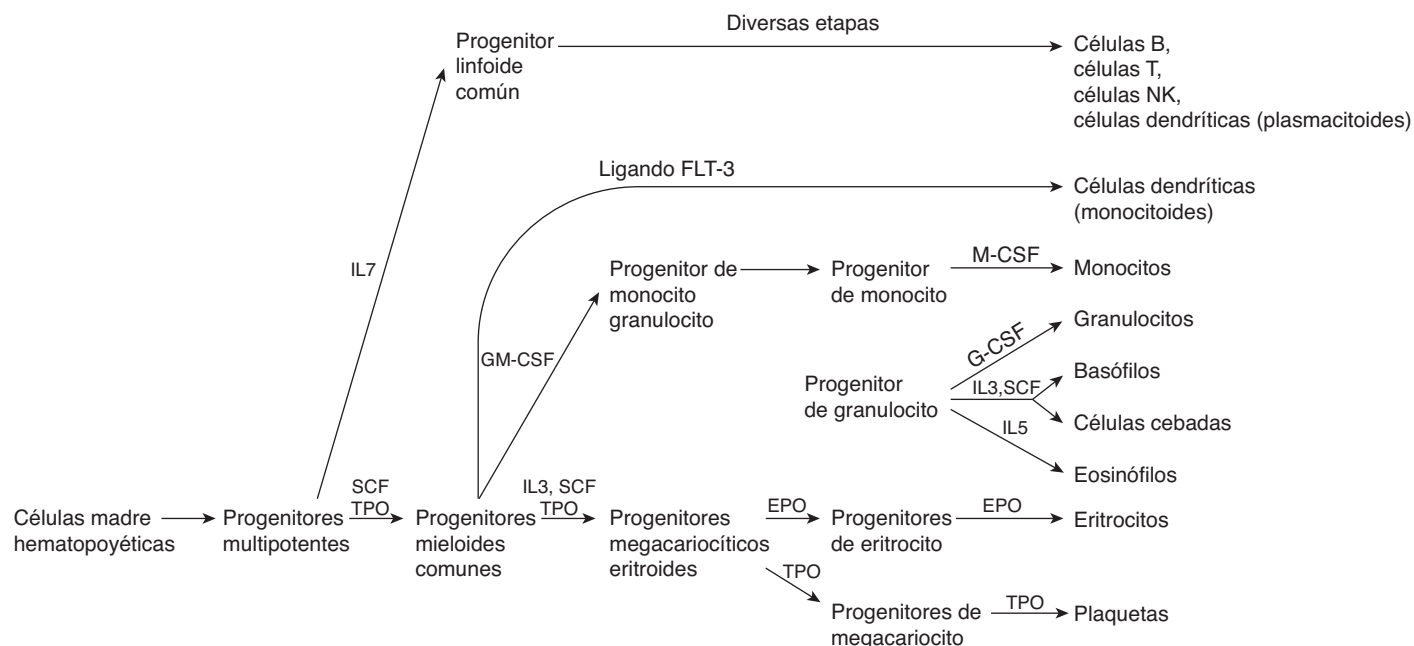 Diversas etapas
Progenitor
linfoide
común
Células B,
células T,
células NK,
células dendríticas (plasmacitoides)
Ligando FLT-3
Células dendríticas
(monocitoides)
IL7
GM-CSF
Progenitor de
monocito
granulocito
Progenitor
de monocito
M-CSF
Monocitos
G-CSF
Granulocitos
Progenitor
de granulocito
IL3,SCF
Basófilos
Células cebadas
IL5
Eosinófilos
Células madre
hematopoyéticas
Progenitores
multipotentes
SCF
TPO
Progenitores
mieloides
comunes
IL3, SCF
TPO
Progenitores
megacariocíticos
eritroides
EPO
Progenitores
de eritrocito
EPO
Eritrocitos
TPO
Progenitores de
megacariocito
TPO
Plaquetas